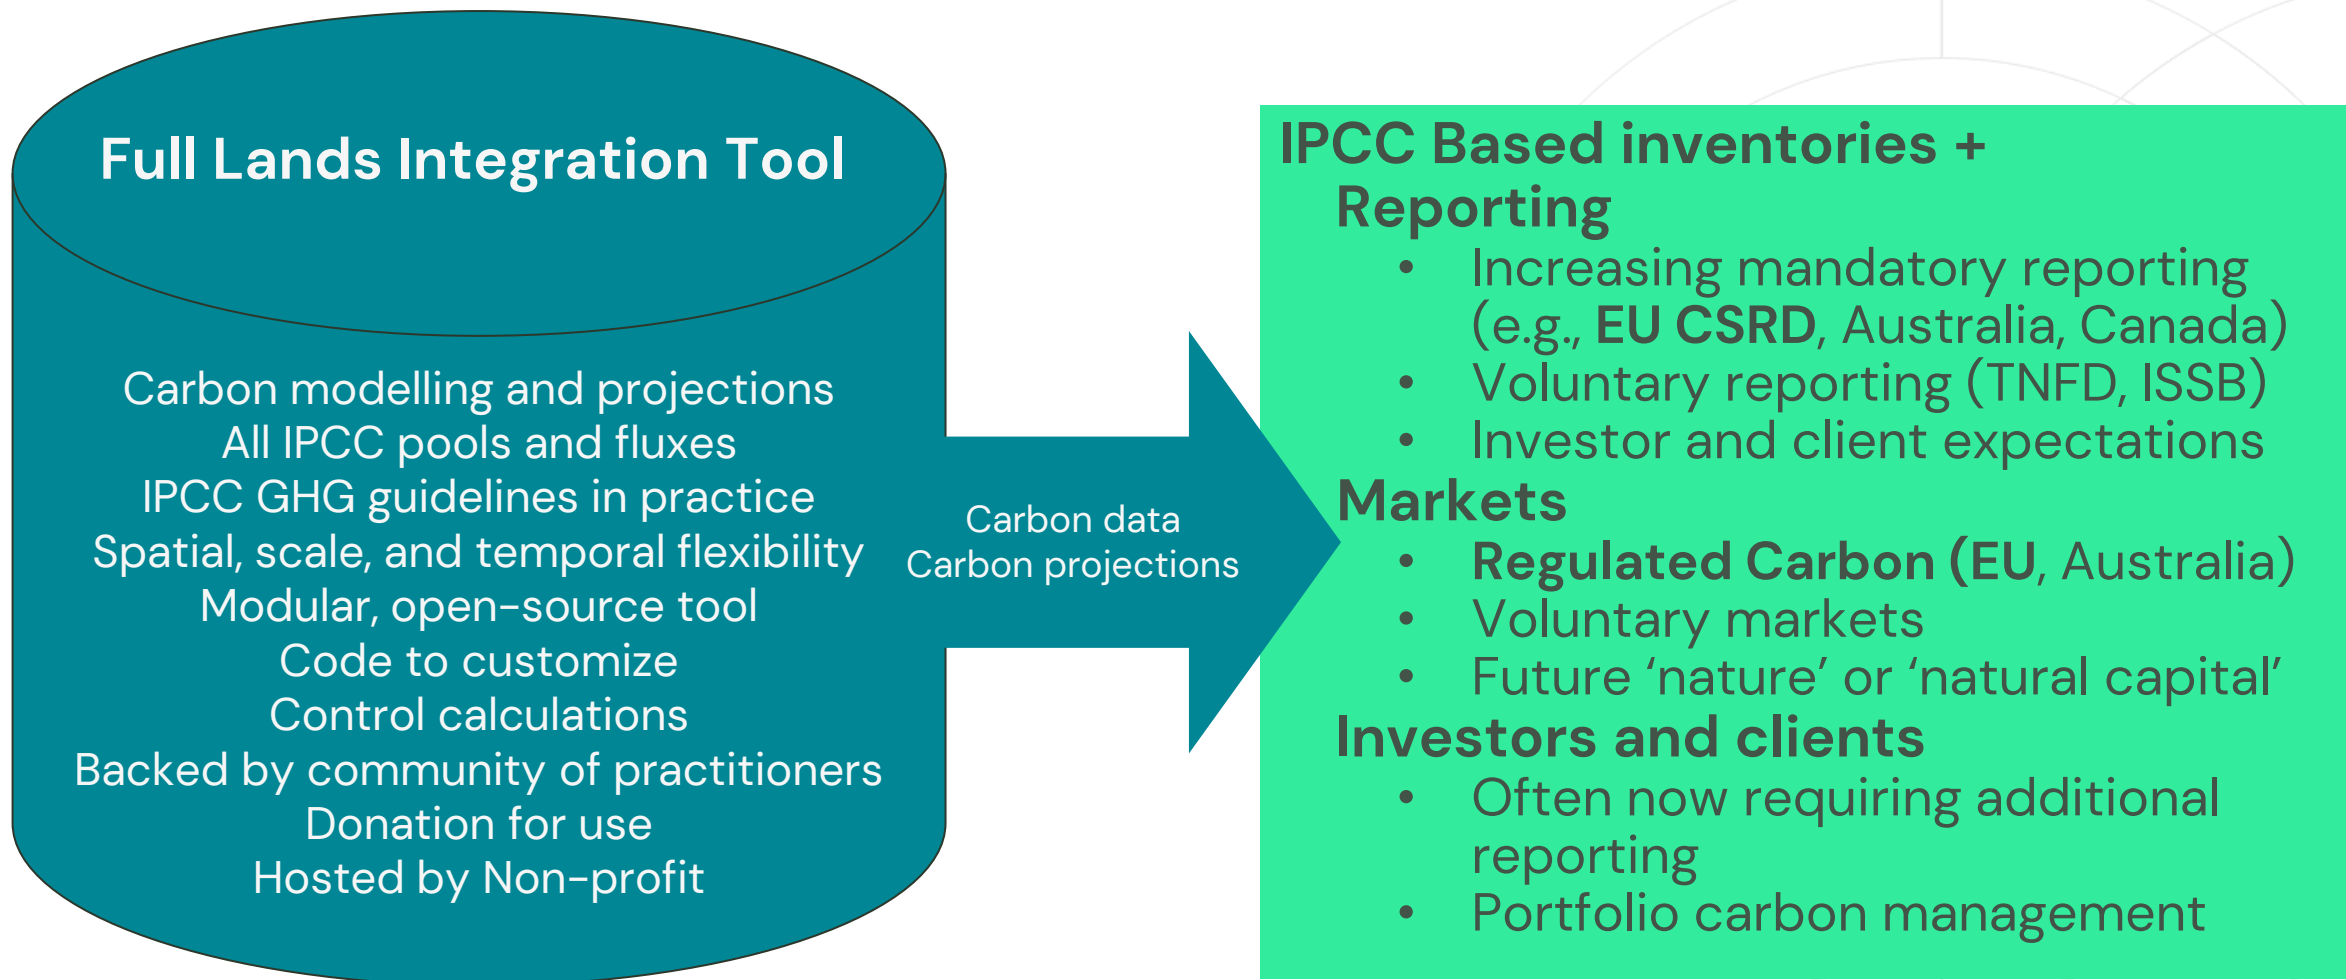 Full Lands Integration Tool
Carbon modelling and projections
All IPCC pools and fluxes
IPCC GHG guidelines in practice
Spatial, scale, and temporal flexibility
Modular, open-source tool
Code to customize
Control calculations
Backed by community of practitioners
Donation for use
Hosted by Non-profit
Carbon data
Carbon projections
IPCC Based inventories +
Reporting
• Increasing mandatory reporting
(e.g., EU CSRD, Australia, Canada)
• Voluntary reporting (TNFD, ISSB)
• Investor and client expectations
Markets
• Regulated Carbon (EU, Australia)
• Voluntary markets
• Future ‘nature’ or ‘natural capital’
Investors and clients
• Often now requiring additional
reporting
• Portfolio carbon management